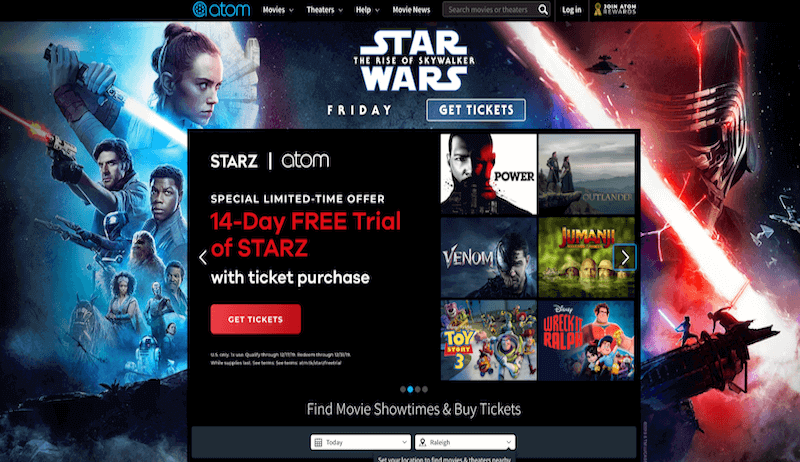 atom
Movies
Theaters
Help
Movie News
Search movies or theaters
Log in
JOIN ATOM
REWARDS
STAR
THE RISE OF SKYWALKER
WARS
FRIDAY
GET TICKETS
STARZ | atom
SPECIAL LIMITED-TIME OFFER
14-Day FREE Trial
of STARZ
with ticket purchase
GET TICKETS
U.S. only. 1x use. Qualify through 12/17/19. Redeem through 12/31/19.
While supplies last. See terms: See terms: atm.tk/starzfreetrial
POWER
OUTLANDER
VENOM
JUMANJI
TOY
STORY
3
Disney
WRECK-IT
RALPH
Find Movie Showtimes & Buy Tickets
Today
Raleigh
Set your location to find movies & theaters nearby